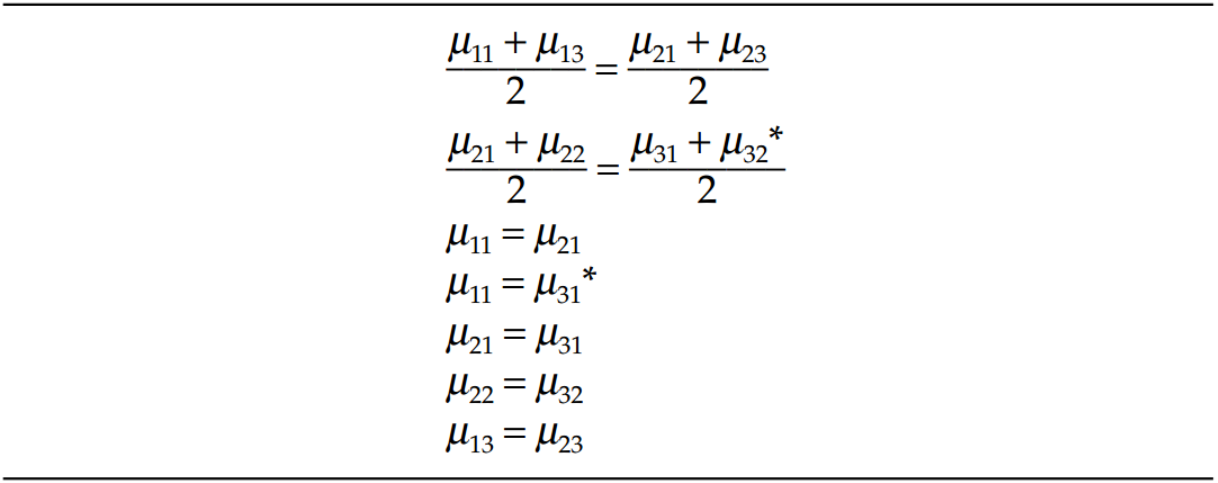 (μ₁₁ + μ₁₃)/2 = (μ₂₁ + μ₂₃)/2
(μ₂₁ + μ₂₂)/2 = (μ₃₁ + μ₃₂*)/2
μ₁₁ = μ₂₁
μ₁₁ = μ₃₁*
μ₂₁ = μ₃₁
μ₂₂ = μ₃₂
μ₁₃ = μ₂₃